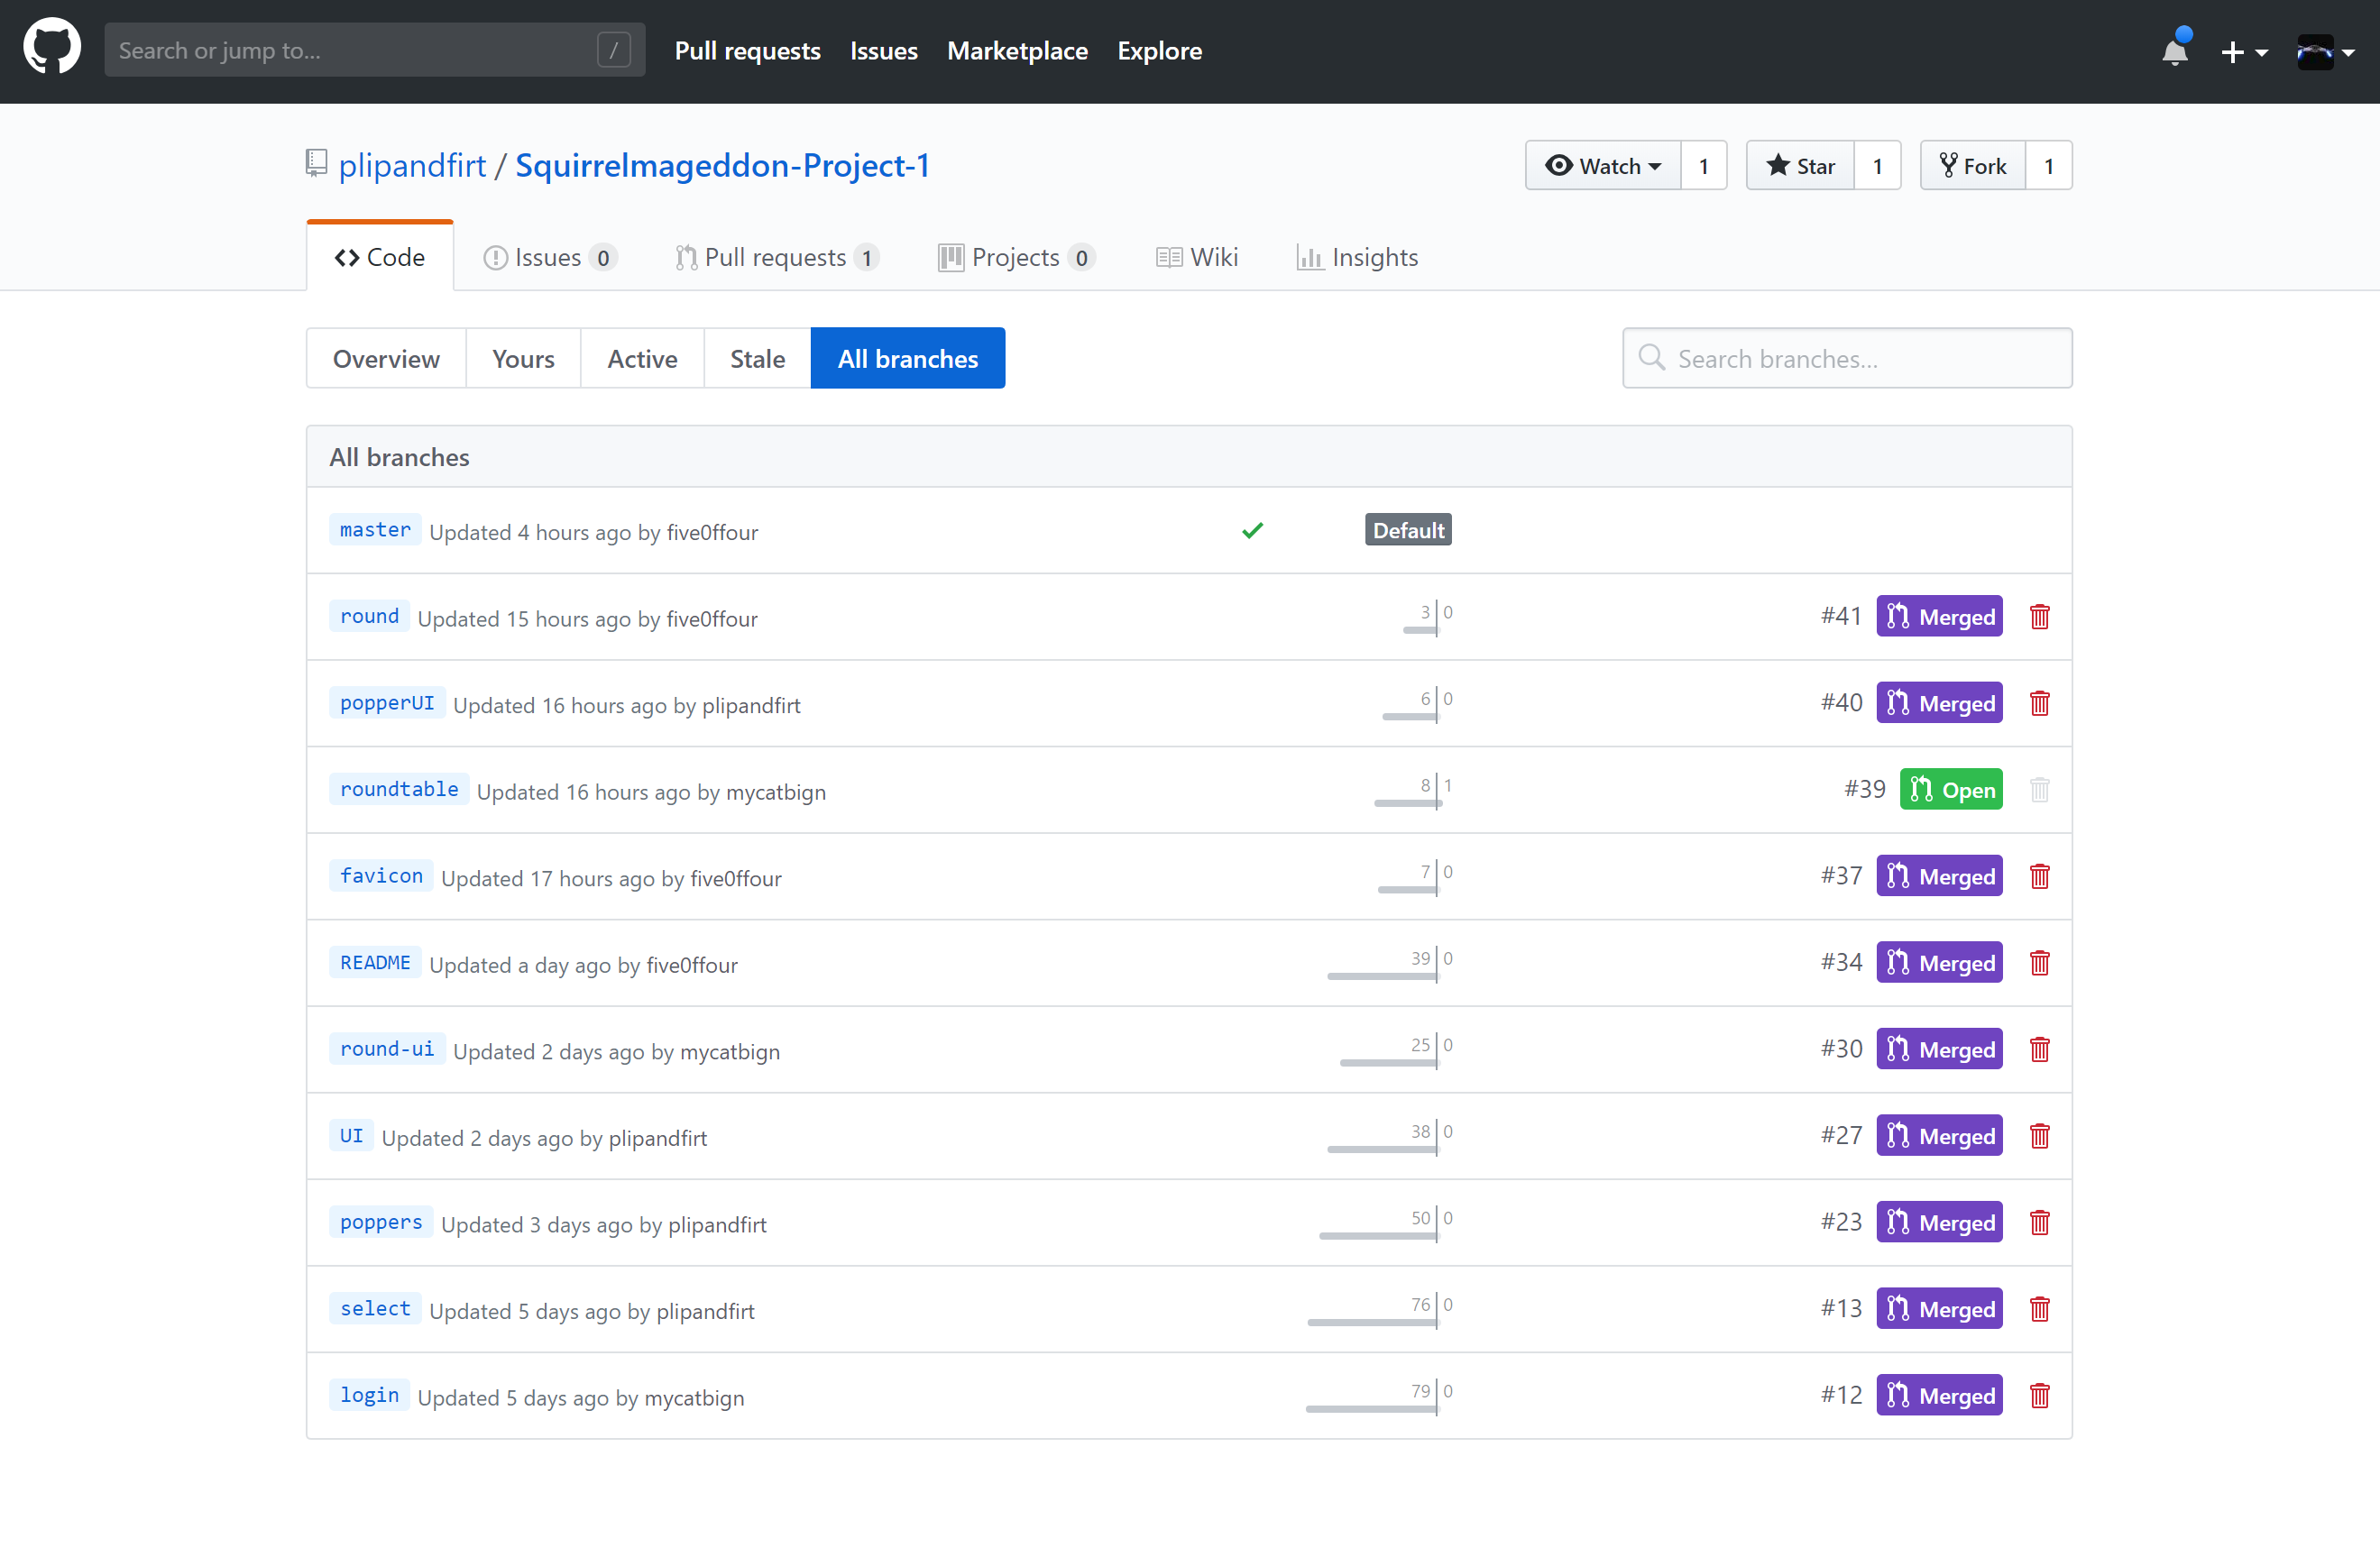 Search or jump to... / Pull requests Issues Marketplace Explore
plipandfirt / Squirrelmageddon-Project-1 Watch 1 Star 1 Fork 1
Code Issues 0 Pull requests 1 Projects 0 Wiki Insights
Overview Yours Active Stale All branches Search branches...
All branches
master Updated 4 hours ago by five0ffour Default
round Updated 15 hours ago by five0ffour 3 0 #41 Merged
popperUI Updated 16 hours ago by plipandfirt 6 0 #40 Merged
roundtable Updated 16 hours ago by mycatbign 8 1 #39 Open
favicon Updated 17 hours ago by five0ffour 7 0 #37 Merged
README Updated a day ago by five0ffour 39 0 #34 Merged
round-ui Updated 2 days ago by mycatbign 25 0 #30 Merged
UI Updated 2 days ago by plipandfirt 38 0 #27 Merged
poppers Updated 3 days ago by plipandfirt 50 0 #23 Merged
select Updated 5 days ago by plipandfirt 76 0 #13 Merged
login Updated 5 days ago by mycatbign 79 0 #12 Merged